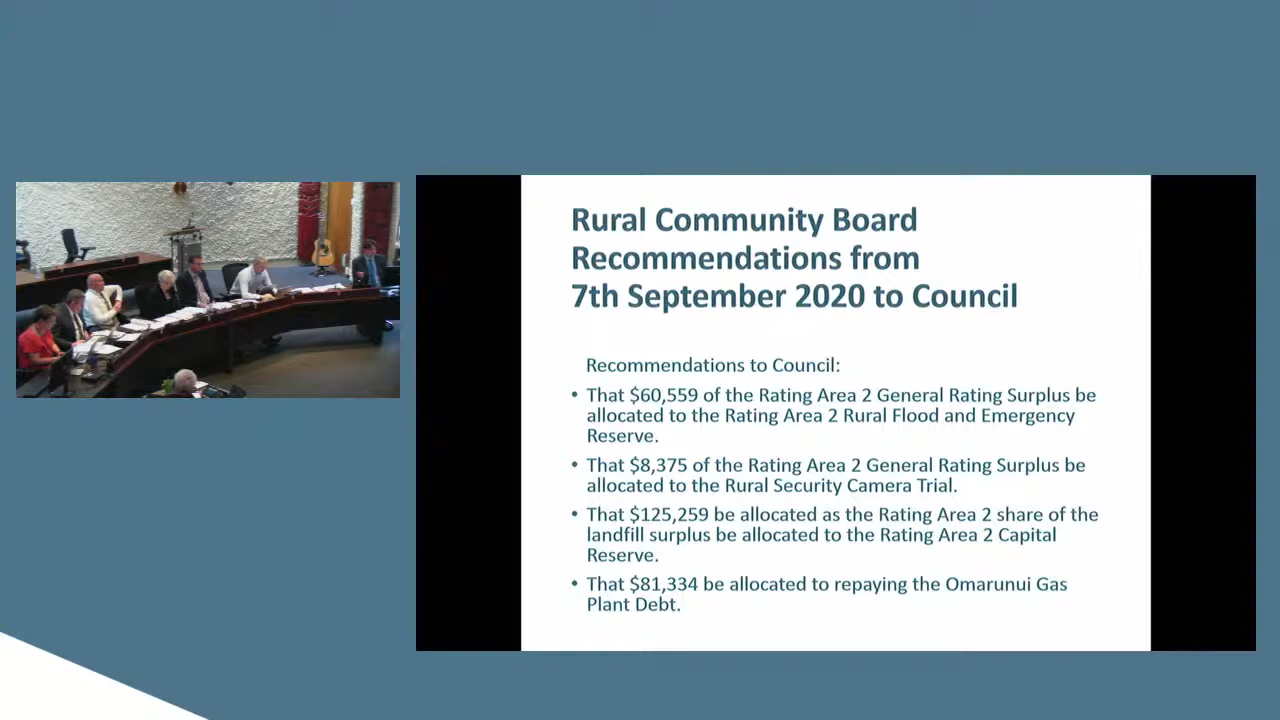 Rural Community Board
Recommendations from
7th September 2020 to Council
Recommendations to Council:
• That $60,559 of the Rating Area 2 General Rating Surplus be
allocated to the Rating Area 2 Rural Flood and Emergency
Reserve.
• That $8,375 of the Rating Area 2 General Rating Surplus be
allocated to the Rural Security Camera Trial.
• That $125,259 be allocated as the Rating Area 2 share of the
landfill surplus be allocated to the Rating Area 2 Capital
Reserve.
• That $81,334 be allocated to repaying the Omarunui Gas
Plant Debt.